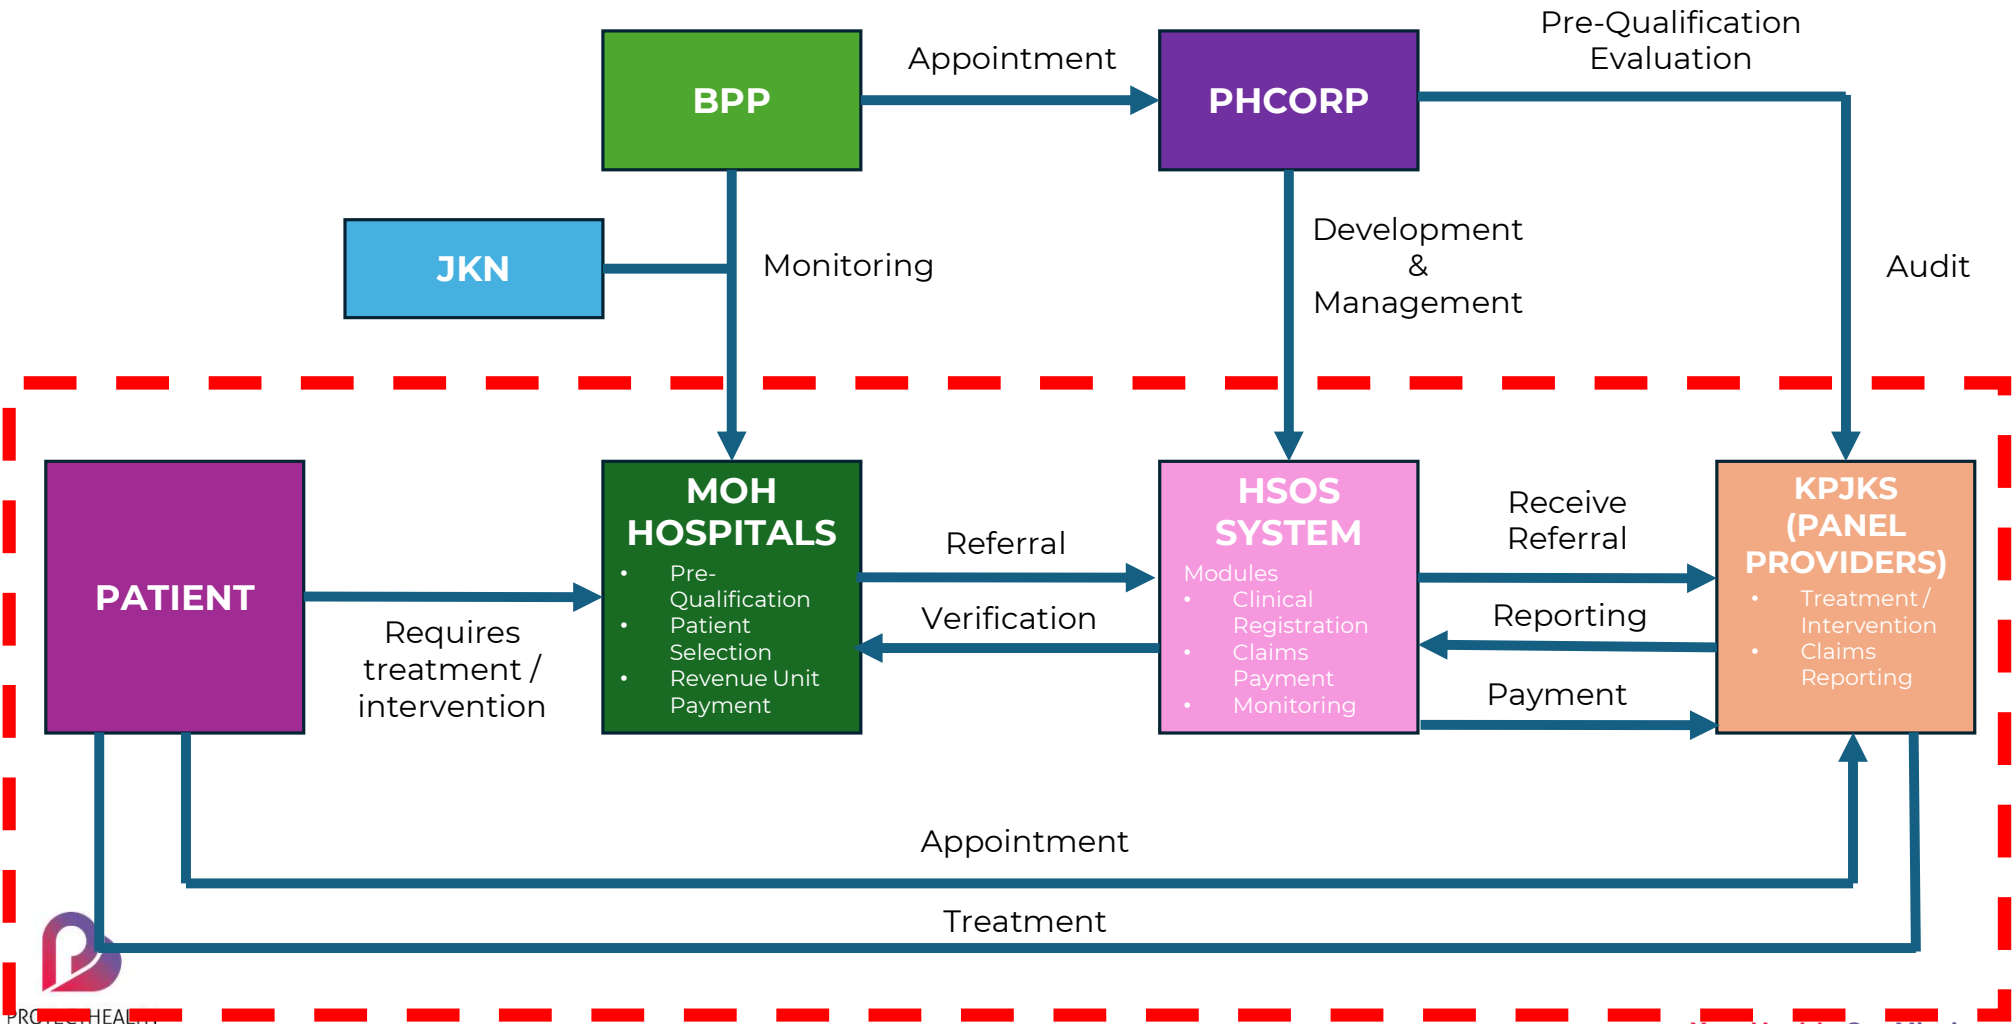 Pre-Qualification
Evaluation
Appointment
BPP
PHCORP
Development
&
Management
JKN
Monitoring
Audit
PATIENT
Requires
treatment /
intervention
MOH
HOSPITALS
• Pre-
Qualification
• Patient
Selection
• Revenue Unit
Payment
Referral
Verification
HSOS
SYSTEM
Modules
• Clinical
Registration
• Claims
Payment
• Monitoring
Receive
Referral
Reporting
Payment
KPJKS
(PANEL
PROVIDERS)
• Treatment /
Intervention
• Claims
Reporting
Appointment
Treatment
PROTECTHEALTH